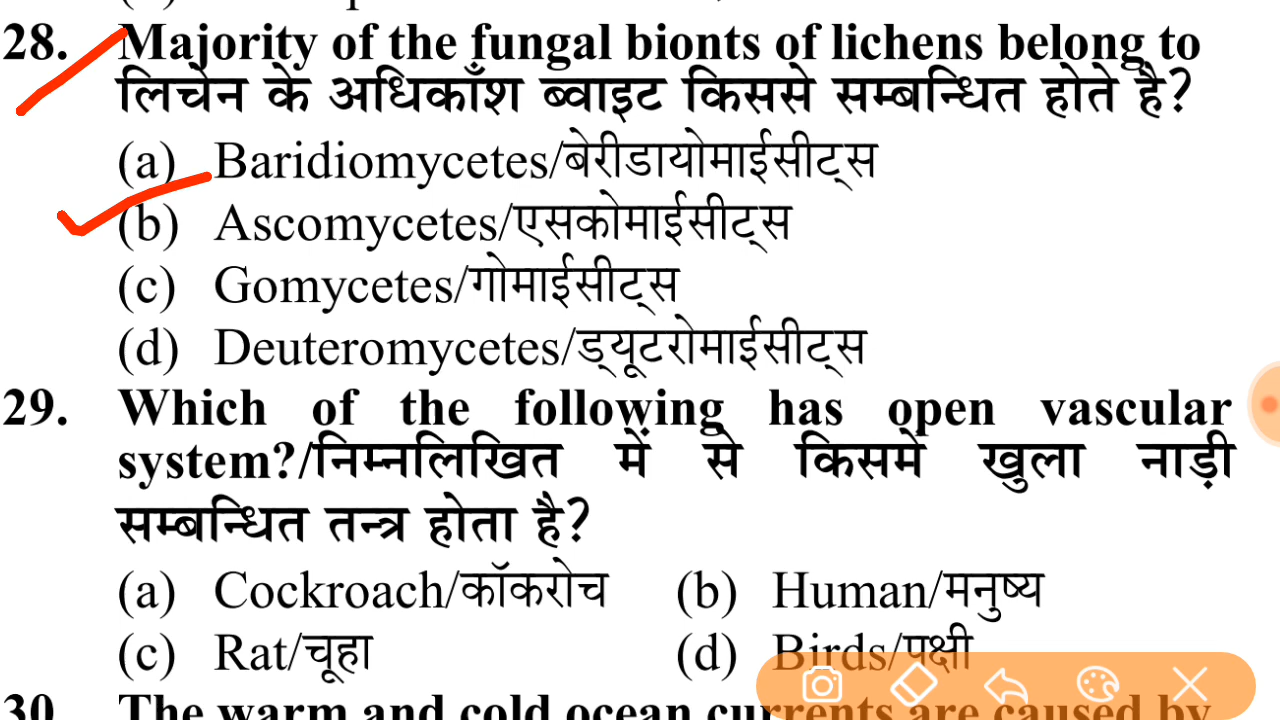 28. Majority of the fungal bionts of lichens belong to
लिचेन के अधिकाँश ब्वाइट किससे सम्बन्धित होते है?
(a) Baridiomycetes/बेरीडायोमाईसीट्स
(b) Ascomycetes/एसकोमाईसीट्स
(c) Gomycetes/गोमाईसीट्स
(d) Deuteromycetes/ड्यूटरोमाईसीट्स
29. Which of the following has open vascular
system?/निम्नलिखित में से किसमें खुला नाड़ी
सम्बन्धित तन्त्र होता है?
(a) Cockroach/कॉकरोच (b) Human/मनुष्य
(c) Rat/चूहा (d) Birds/पक्षी
30. The warm and cold ocean currents are caused by